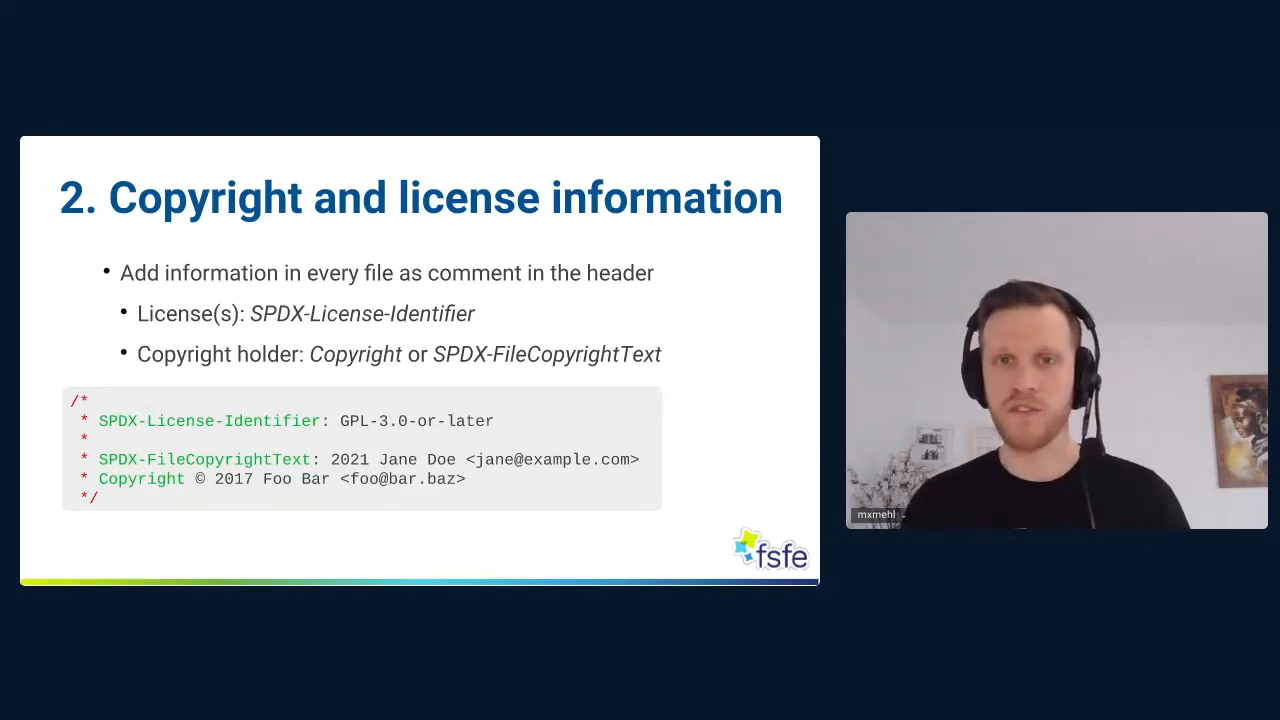 2. Copyright and license information
• Add information in every file as comment in the header
• License(s): SPDX-License-Identifier
• Copyright holder: Copyright or SPDX-FileCopyrightText
/*
* SPDX-License-Identifier: GPL-3.0-or-later
*
* SPDX-FileCopyrightText: 2021 Jane Doe <jane@example.com>
* Copyright © 2017 Foo Bar <foo@bar.baz>
*/
fsfe
mxmehl